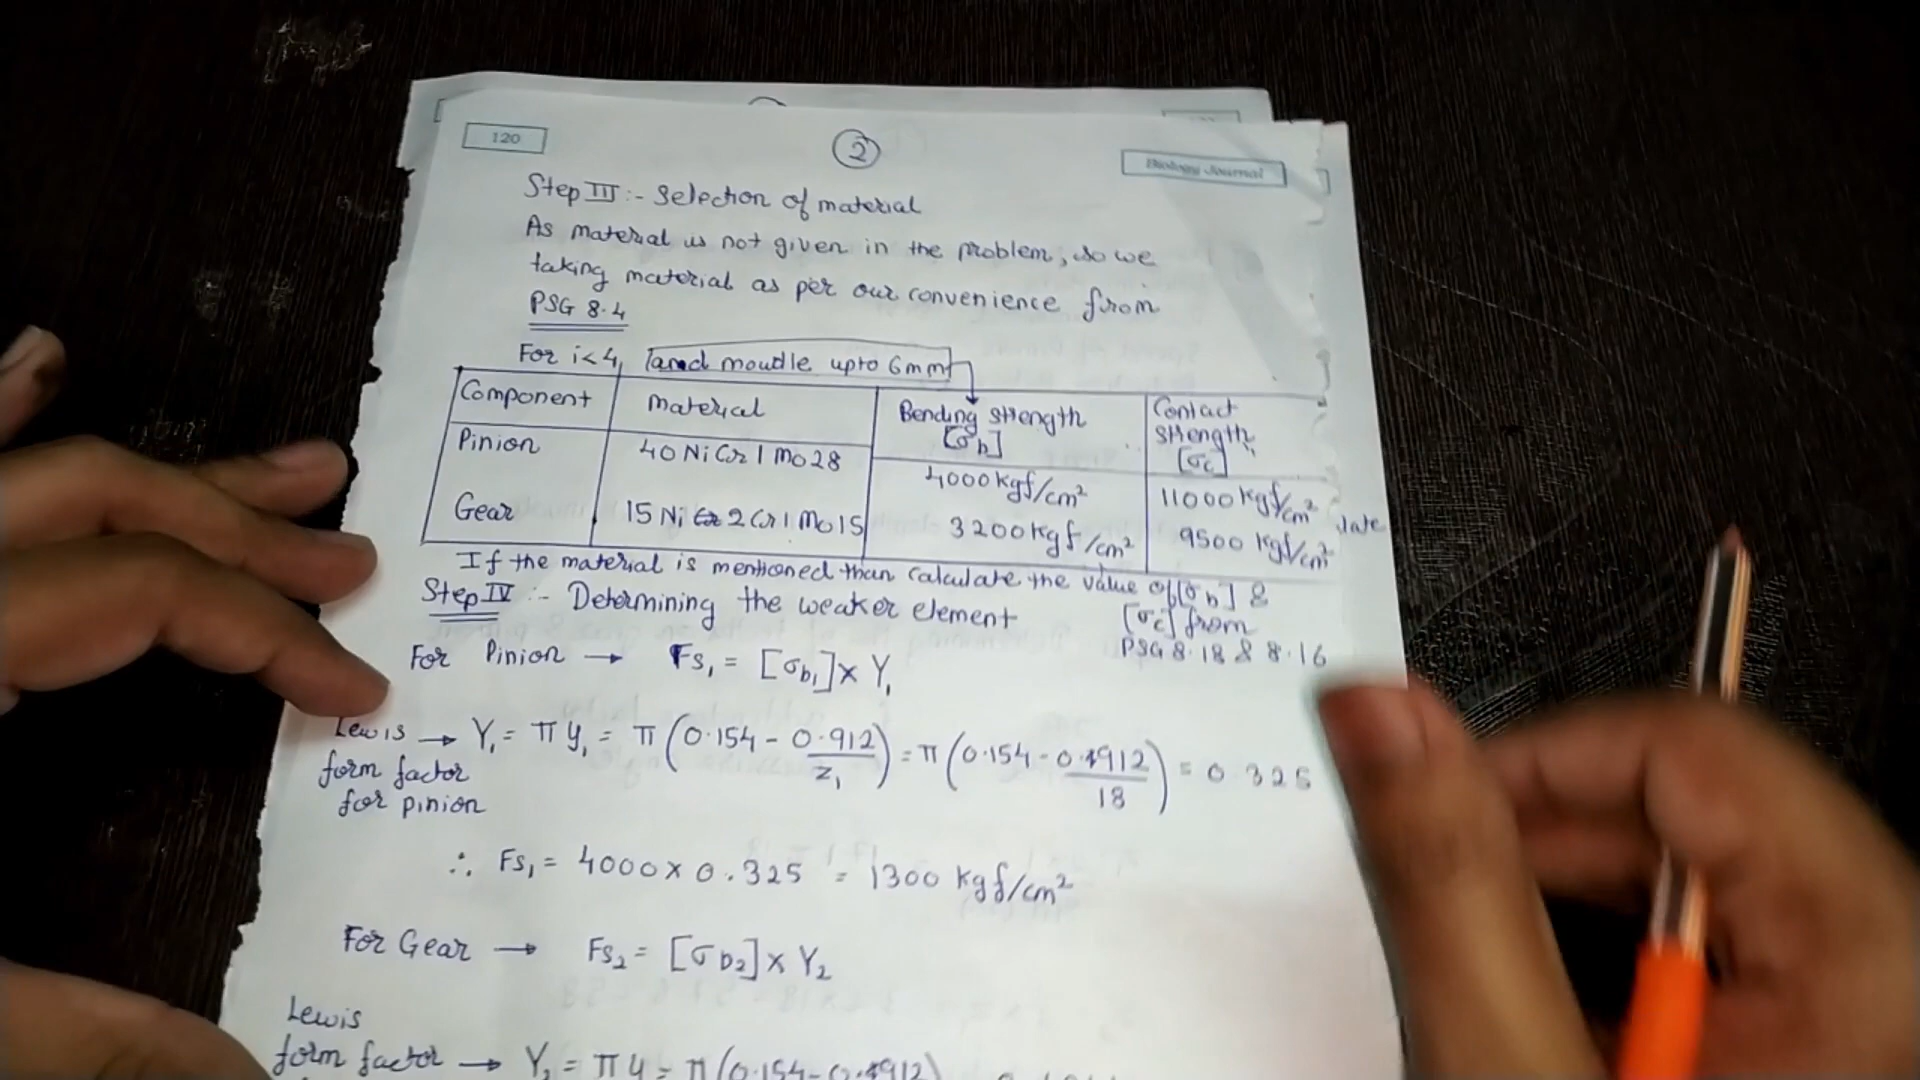 120
2
Biology Journal
Step III :- Selection of material
As material is not given in the problem, so we
taking material as per our convenience from
PSG 8.4
For i<4, and moudle upto 6mm
Component Material Bending strength [σb] Contact strength, [σc]
Pinion 40 Ni Cr 1 Mo 28 4000 kgf/cm² 11000 kgf/cm²
Gear 15 Ni 2 Cr 1 Mo 15 3200 kgf/cm² 9500 kgf/cm²
If the material is mentioned than calculate the value of [σb] &
[σc] from
PSG 8.18 & 8.16
Step IV :- Determining the weaker element
For Pinion → Fs₁ = [σb₁] x Y₁
Lewis form factor for pinion → Y₁ = π y₁ = π (0.154 - 0.912/z₁) = π (0.154 - 0.912/18) = 0.325
∴ Fs₁ = 4000 x 0.325 = 1300 kgf/cm²
For Gear → Fs₂ = [σb₂] x Y₂
Lewis
form factor → Y₂ = π y = π (0.154 - 0.912)